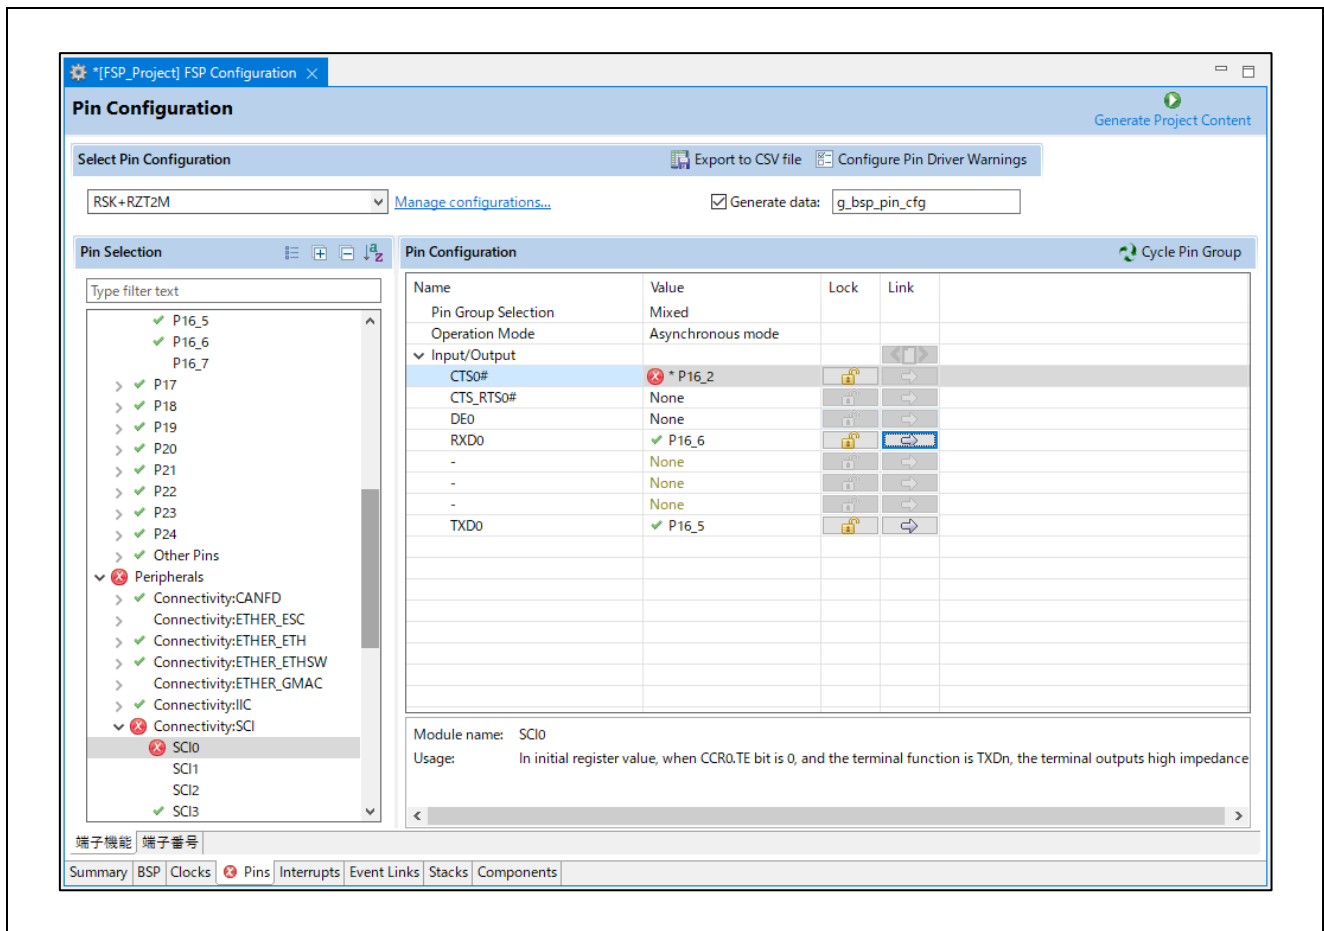 *[FSP_Project] FSP Configuration
Pin Configuration
Generate Project Content
Select Pin Configuration
Export to CSV file
Configure Pin Driver Warnings
RSK+RZT2M
Manage configurations...
Generate data:
g_bsp_pin_cfg
Pin Selection
Type filter text
P16_5
P16_6
P16_7
P17
P18
P19
P20
P21
P22
P23
P24
Other Pins
Peripherals
Connectivity:CANFD
Connectivity:ETHER_ESC
Connectivity:ETHER_ETH
Connectivity:ETHER_ETHSW
Connectivity:ETHER_GMAC
Connectivity:IIC
Connectivity:SCI
SCI0
SCI1
SCI2
SCI3
Pin Configuration
Cycle Pin Group
Name Value Lock Link
Pin Group Selection Mixed
Operation Mode Asynchronous mode
Input/Output
CTS0# * P16_2
CTS_RTS0# None
DE0 None
RXD0 P16_6
- None
- None
- None
TXD0 P16_5
Module name: SCI0
Usage: In initial register value, when CCR0.TE bit is 0, and the terminal function is TXDn, the terminal outputs high impedance
端子機能 端子番号
Summary BSP Clocks Pins Interrupts Event Links Stacks Components